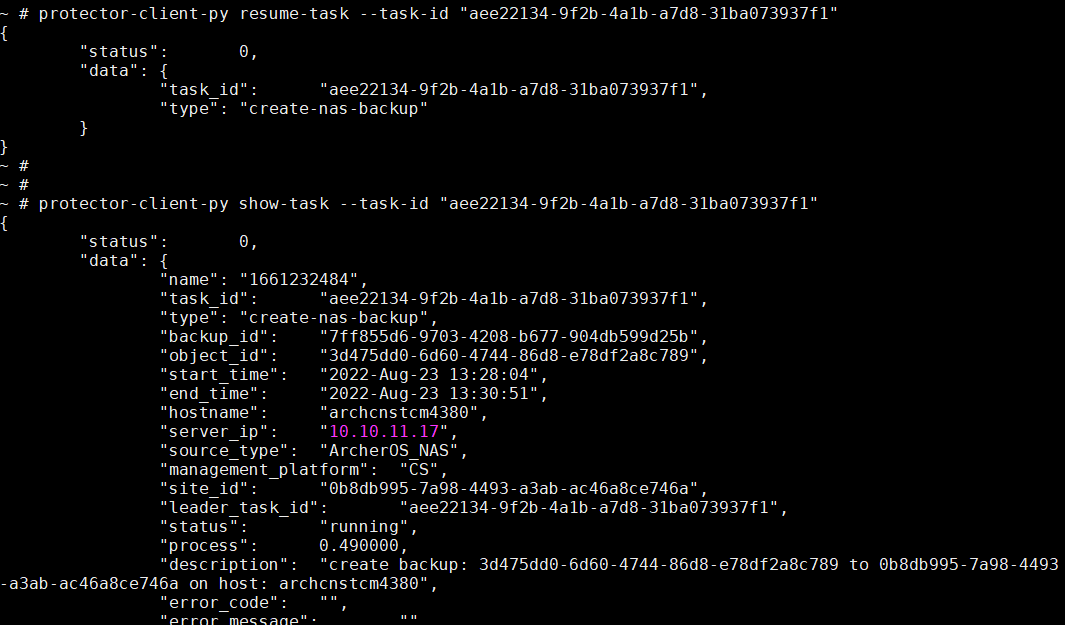 ~ # protector-client-py resume-task --task-id "aee22134-9f2b-4a1b-a7d8-31ba073937f1"
{
        "status":       0,
        "data": {
                "task_id":      "aee22134-9f2b-4a1b-a7d8-31ba073937f1",
                "type": "create-nas-backup"
        }
}
~ #
~ #
~ # protector-client-py show-task --task-id "aee22134-9f2b-4a1b-a7d8-31ba073937f1"
{
        "status":       0,
        "data": {
                "name": "1661232484",
                "task_id":      "aee22134-9f2b-4a1b-a7d8-31ba073937f1",
                "type": "create-nas-backup",
                "backup_id":    "7ff855d6-9703-4208-b677-904db599d25b",
                "object_id":    "3d475dd0-6d60-4744-86d8-e78df2a8c789",
                "start_time":   "2022-Aug-23 13:28:04",
                "end_time":     "2022-Aug-23 13:30:51",
                "hostname":     "archcnstcm4380",
                "server_ip":    "10.10.11.17",
                "source_type":  "ArcherOS_NAS",
                "management_platform":  "CS",
                "site_id":      "0b8db995-7a98-4493-a3ab-ac46a8ce746a",
                "leader_task_id":       "aee22134-9f2b-4a1b-a7d8-31ba073937f1",
                "status":       "running",
                "process":      0.490000,
                "description":  "create backup: 3d475dd0-6d60-4744-86d8-e78df2a8c789 to 0b8db995-7a98-4493
-a3ab-ac46a8ce746a on host: archcnstcm4380",
                "error_code":   "",
                "error_message":        ""